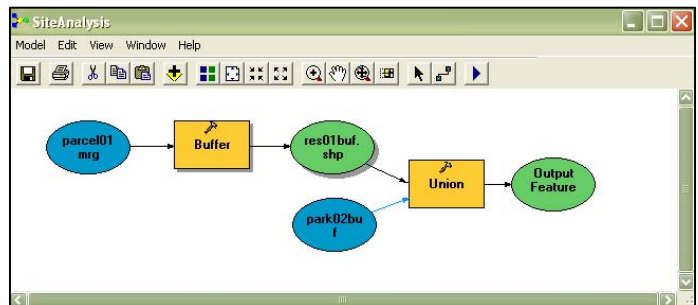 SiteAnalysis
Model Edit View Window Help
parcel01
mrg
Buffer
res01buf.
shp
Union
Output
Feature
park02bu
f